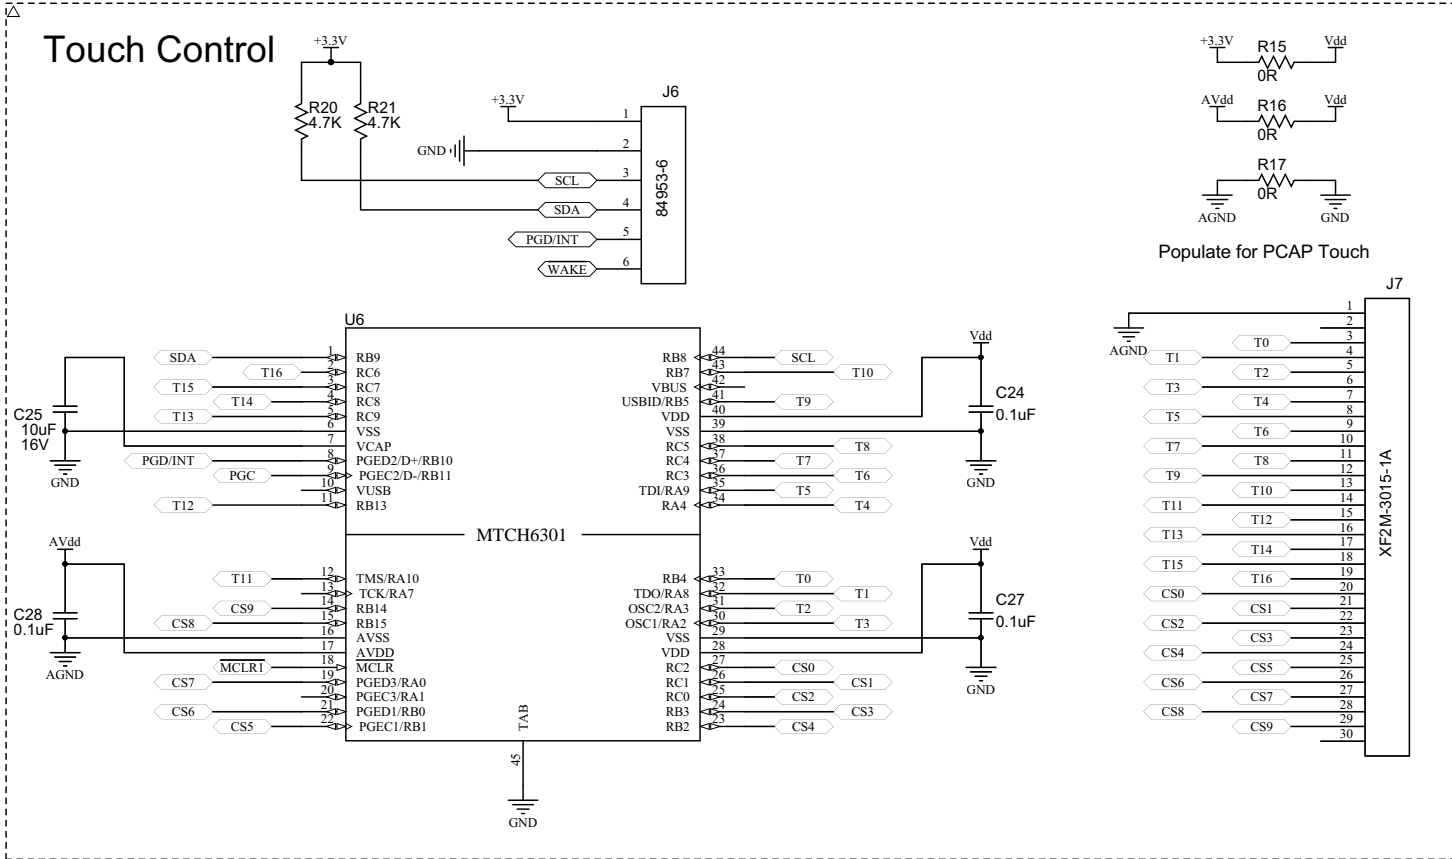 Touch Control
+3.3V
R20
4.7K
R21
4.7K
+3.3V
GND
J6
84953-6
1
2
SCL 3
SDA 4
PGD/INT 5
WAKE 6
+3.3V R15 Vdd
0R
AVdd R16 Vdd
0R
R17
0R
AGND GND
Populate for PCAP Touch
U6
MTCH6301
SDA 1 RB9
T16 2 RC6
T15 3 RC7
T14 4 RC8
T13 5 RC9
6 VSS
7 VCAP
PGD/INT 8 PGED2/D+/RB10
PGC 9 PGEC2/D-/RB11
10 VUSB
T12 11 RB13
T11 12 TMS/RA10
13 TCK/RA7
CS9 14 RB14
CS8 15 RB15
16 AVSS
17 AVDD
MCLR1 18 MCLR
CS7 19 PGED3/RA0
20 PGEC3/RA1
CS6 21 PGED1/RB0
CS5 22 PGEC1/RB1
RB8 44 SCL
RB7 43 T10
VBUS 42
USBID/RB5 41 T9
VDD 40
VSS 39
RC5 38 T8
RC4 37 T7
RC3 36 T6
TDI/RA9 35 T5
RA4 34 T4
RB4 33 T0
TDO/RA8 32 T1
OSC2/RA3 31 T2
OSC1/RA2 30 T3
VSS 29
VDD 28
RC2 27 CS0
RC1 26 CS1
RC0 25 CS2
RB3 24 CS3
RB2 23 CS4
TAB
45
GND
C25
10uF
16V
GND
AVdd
C28
0.1uF
AGND
Vdd
C24
0.1uF
GND
Vdd
C27
0.1uF
GND
J7
XF2M-3015-1A
AGND
1
2
T0 3
T1 4
T2 5
T3 6
T4 7
T5 8
T6 9
T7 10
T8 11
T9 12
T10 13
T11 14
T12 15
T13 16
T14 17
T15 18
T16 19
CS0 20
CS1 21
CS2 22
CS3 23
CS4 24
CS5 25
CS6 26
CS7 27
CS8 28
CS9 29
30